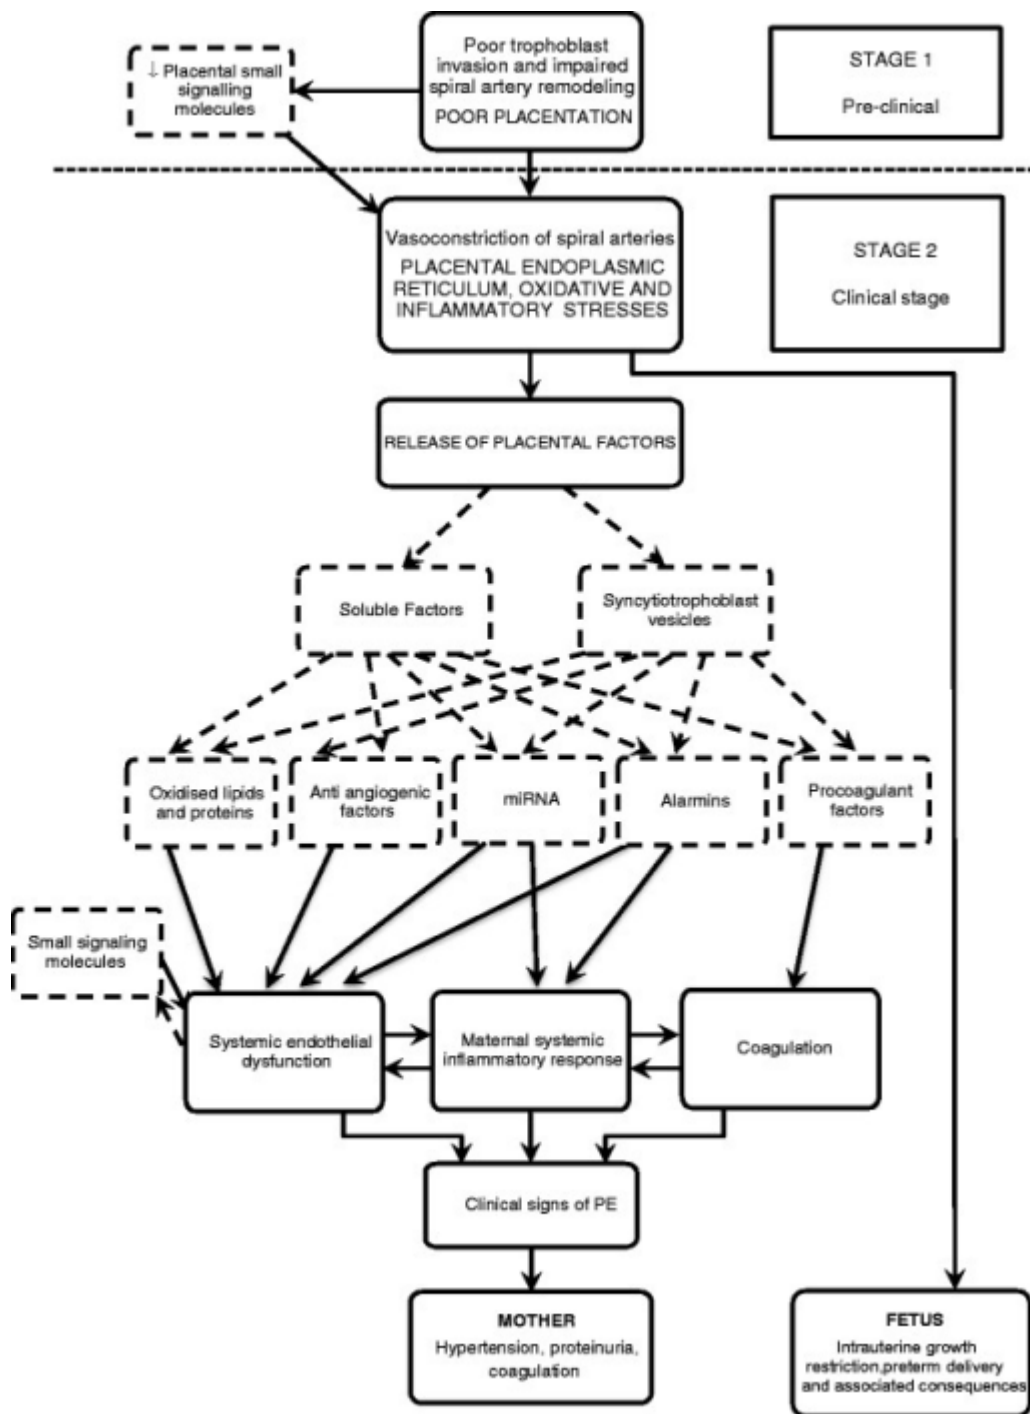 Poor trophoblast
invasion and impaired
spiral artery remodeling
POOR PLACENTATION
↓ Placental small
signalling
molecules
STAGE 1
Pre-clinical
Vasoconstriction of spiral arteries
PLACENTAL ENDOPLASMIC
RETICULUM, OXIDATIVE AND
INFLAMMATORY STRESSES
STAGE 2
Clinical stage
RELEASE OF PLACENTAL FACTORS
Soluble Factors
Syncytiotrophoblast
vesicles
Oxidised lipids
and proteins
Anti angiogenic
factors
miRNA
Alarmins
Procoagulant
factors
Small signaling
molecules
Systemic endothelial
dysfunction
Maternal systemic
inflammatory response
Coagulation
Clinical signs of PE
MOTHER
Hypertension, proteinuria,
coagulation
FETUS
Intrauterine growth
restriction,preterm delivery
and associated consequences